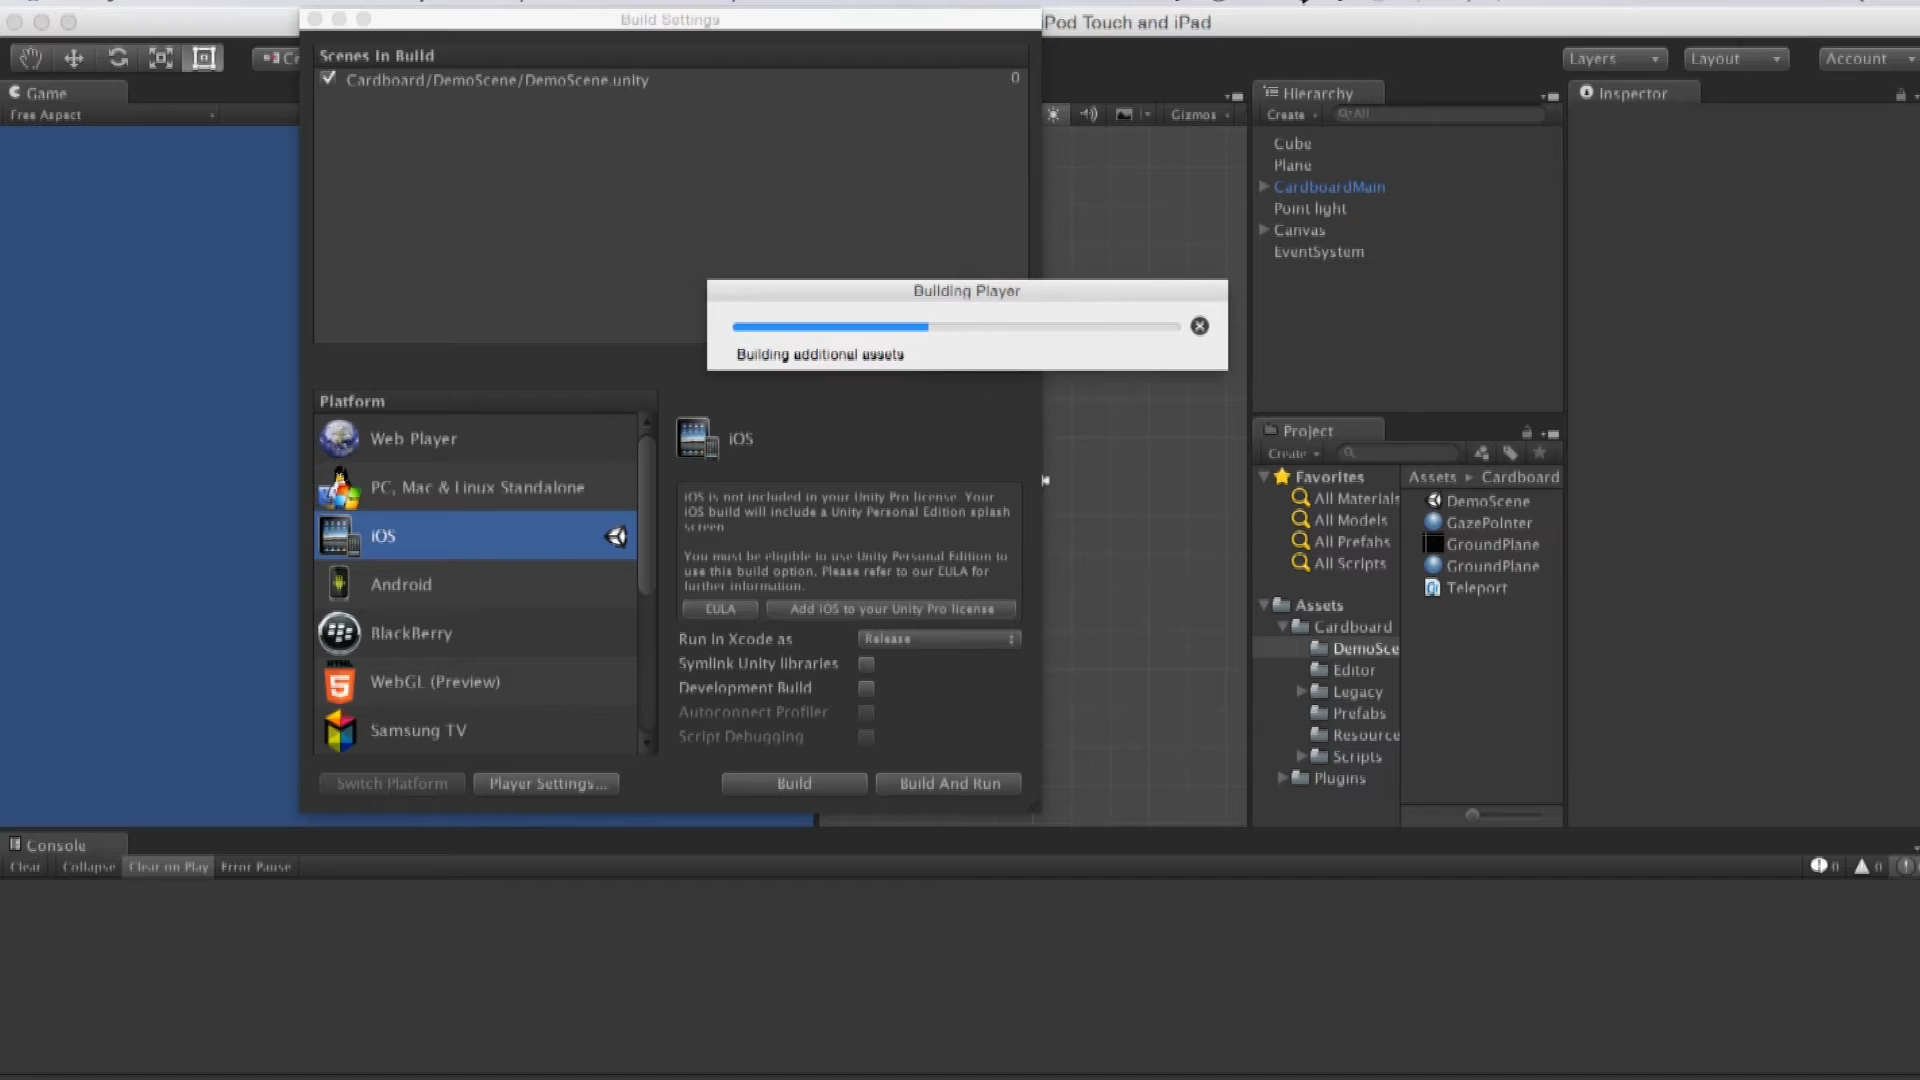 Build Settings
iPod Touch and iPad
Layers
Layout
Account
Scenes In Build
Cardboard/DemoScene/DemoScene.unity
0
Game
Free Aspect
Gizmos
Hierarchy
Create
All
Cube
Plane
CardboardMain
Point light
Canvas
EventSystem
Inspector
Building Player
Building additional assets
Platform
Web Player
PC, Mac & Linux Standalone
iOS
Android
BlackBerry
HTML
5
WebGL (Preview)
Samsung TV
iOS
iOS is not included in your Unity Pro license. Your
iOS build will include a Unity Personal Edition splash
screen
You must be eligible to use Unity Personal Edition to
use this build option. Please refer to our EULA for
further information.
EULA
Add iOS to your Unity Pro license
Run in Xcode as
Release
Symlink Unity libraries
Development Build
Autoconnect Profiler
Script Debugging
Switch Platform
Player Settings...
Build
Build And Run
Project
Create
Favorites
All Materials
All Models
All Prefabs
All Scripts
Assets
Cardboard
DemoSce
Editor
Legacy
Prefabs
Resource
Scripts
Plugins
Assets
Cardboard
DemoScene
GazePointer
GroundPlane
GroundPlane
Teleport
Console
Clear
Collapse
Clear on Play
Error Pause
0
0